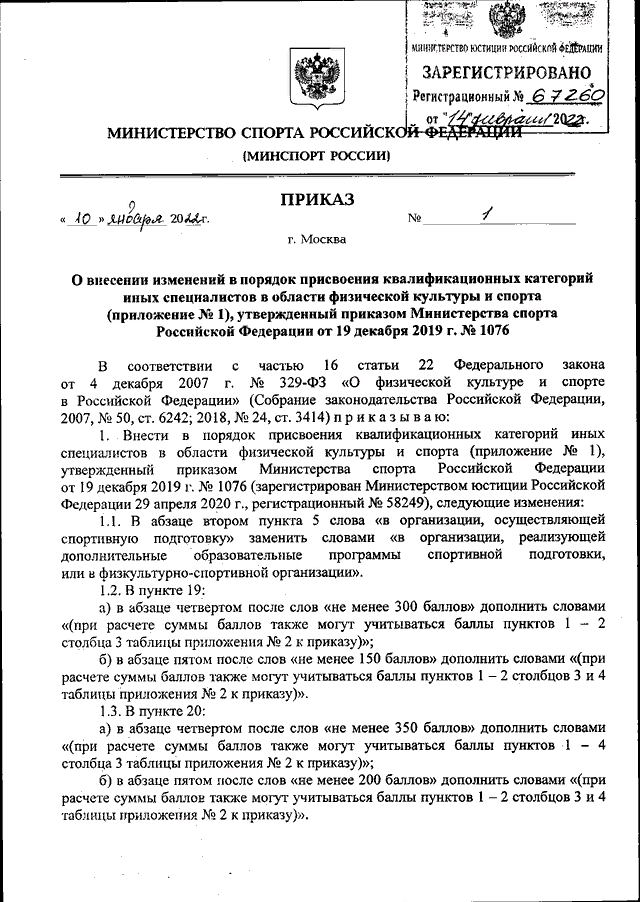 МИНИСТЕРСТВО ЮСТИЦИИ РОССИЙСКОЙ ФЕДЕРАЦИИ
ЗАРЕГИСТРИРОВАНО
Регистрационный № 67260
от "14" февраля 2022г.
МИНИСТЕРСТВО СПОРТА РОССИЙСКОЙ ФЕДЕРАЦИИ
(МИНСПОРТ РОССИИ)
ПРИКАЗ
« 10 » января 2022г. № 1
г. Москва
О внесении изменений в порядок присвоения квалификационных категорий
иных специалистов в области физической культуры и спорта
(приложение № 1), утвержденный приказом Министерства спорта
Российской Федерации от 19 декабря 2019 г. № 1076
В соответствии с частью 16 статьи 22 Федерального закона
от 4 декабря 2007 г. № 329-ФЗ «О физической культуре и спорте
в Российской Федерации» (Собрание законодательства Российской Федерации,
2007, № 50, ст. 6242; 2018, № 24, ст. 3414) п р и к а з ы в а ю:
1. Внести в порядок присвоения квалификационных категорий иных
специалистов в области физической культуры и спорта (приложение № 1),
утвержденный приказом Министерства спорта Российской Федерации
от 19 декабря 2019 г. № 1076 (зарегистрирован Министерством юстиции Российской
Федерации 29 апреля 2020 г., регистрационный № 58249), следующие изменения:
1.1. В абзаце втором пункта 5 слова «в организации, осуществляющей
спортивную подготовку» заменить словами «в организации, реализующей
дополнительные образовательные программы спортивной подготовки,
или в физкультурно-спортивной организации».
1.2. В пункте 19:
а) в абзаце четвертом после слов «не менее 300 баллов» дополнить словами
«(при расчете суммы баллов также могут учитываться баллы пунктов 1 – 2
столбца 3 таблицы приложения № 2 к приказу)»;
б) в абзаце пятом после слов «не менее 150 баллов» дополнить словами «(при
расчете суммы баллов также могут учитываться баллы пунктов 1 – 2 столбцов 3 и 4
таблицы приложения № 2 к приказу)».
1.3. В пункте 20:
а) в абзаце четвертом после слов «не менее 350 баллов» дополнить словами
«(при расчете суммы баллов также могут учитываться баллы пунктов 1 – 4
столбца 3 таблицы приложения № 2 к приказу)»;
б) в абзаце пятом после слов «не менее 200 баллов» дополнить словами «(при
расчете суммы баллов также могут учитываться баллы пунктов 1 – 2 столбцов 3 и 4
таблицы приложения № 2 к приказу)».